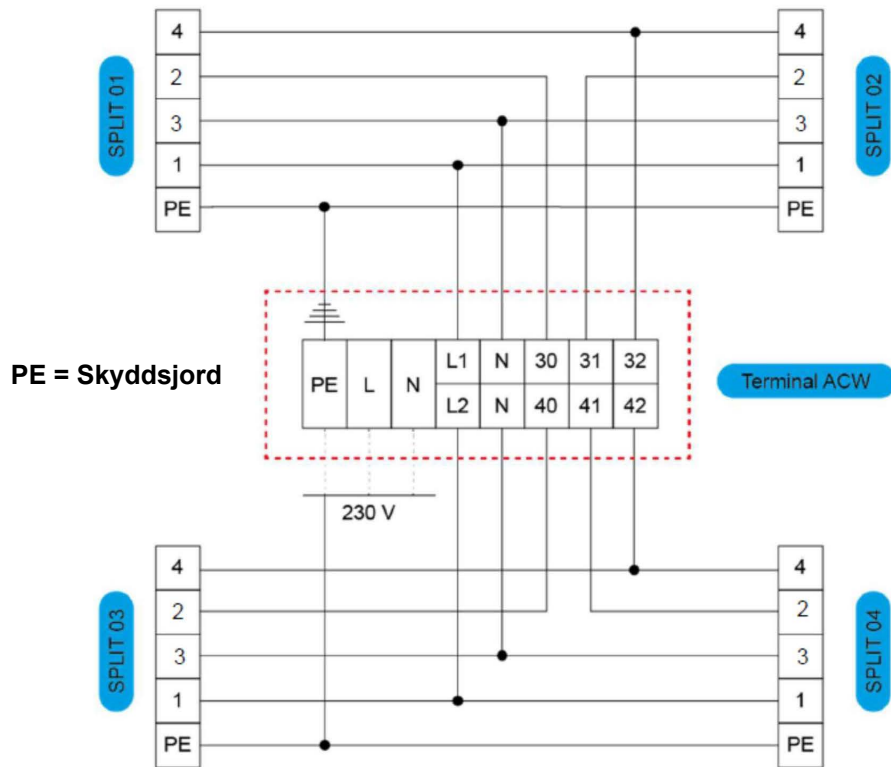 4 4
SPLIT 01 2 2 SPLIT 02
3 3
1 1
PE PE
PE = Skyddsjord
PE L N L1 N 30 31 32
L2 N 40 41 42
Terminal ACW
230 V
4 4
SPLIT 03 2 2 SPLIT 04
3 3
1 1
PE PE